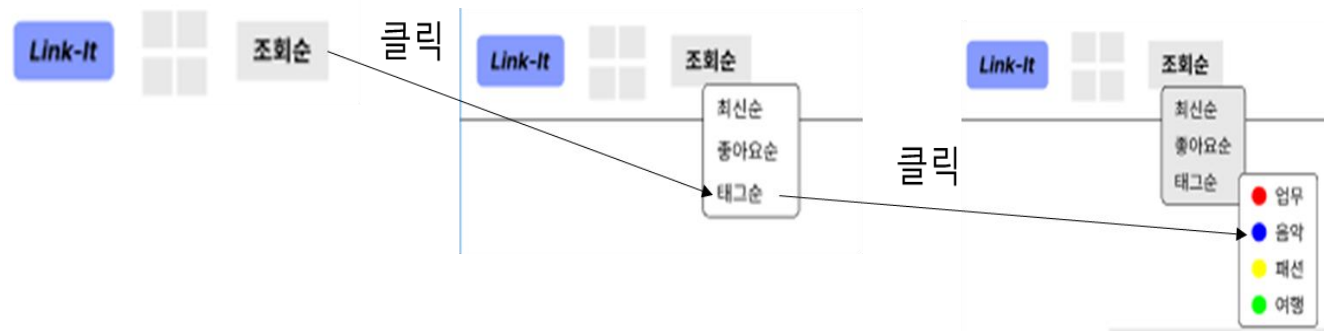 Link-It
조회순
클릭
Link-It
조회순
최신순
좋아요순
태그순
클릭
Link-It
조회순
최신순
좋아요순
태그순
업무
음악
패션
여행